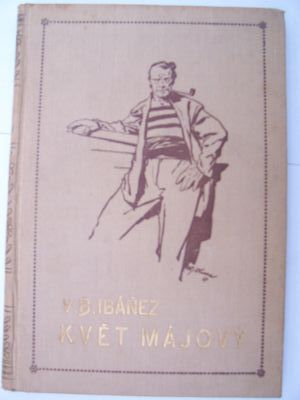 V. B. IBÁÑEZ
KVĚT MÁJOVÝ